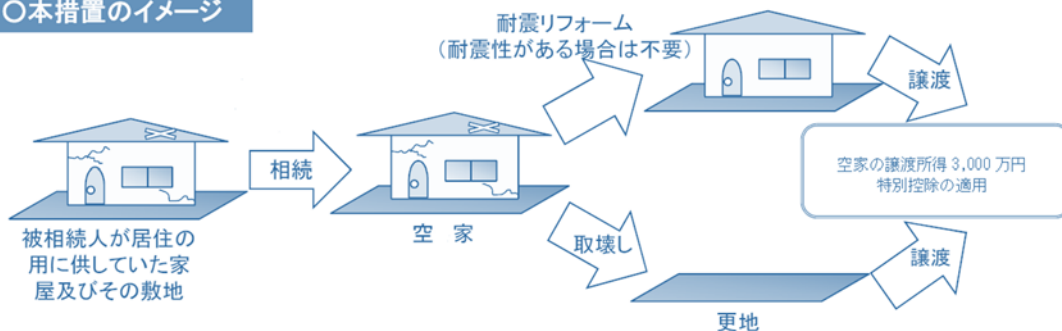 〇本措置のイメージ
耐震リフォーム
(耐震性がある場合は不要)
譲渡
相続
空家の譲渡所得 3,000 万円
特別控除の適用
被相続人が居住の
用に供していた家
屋及びその敷地
空 家
取壊し
譲渡
更地